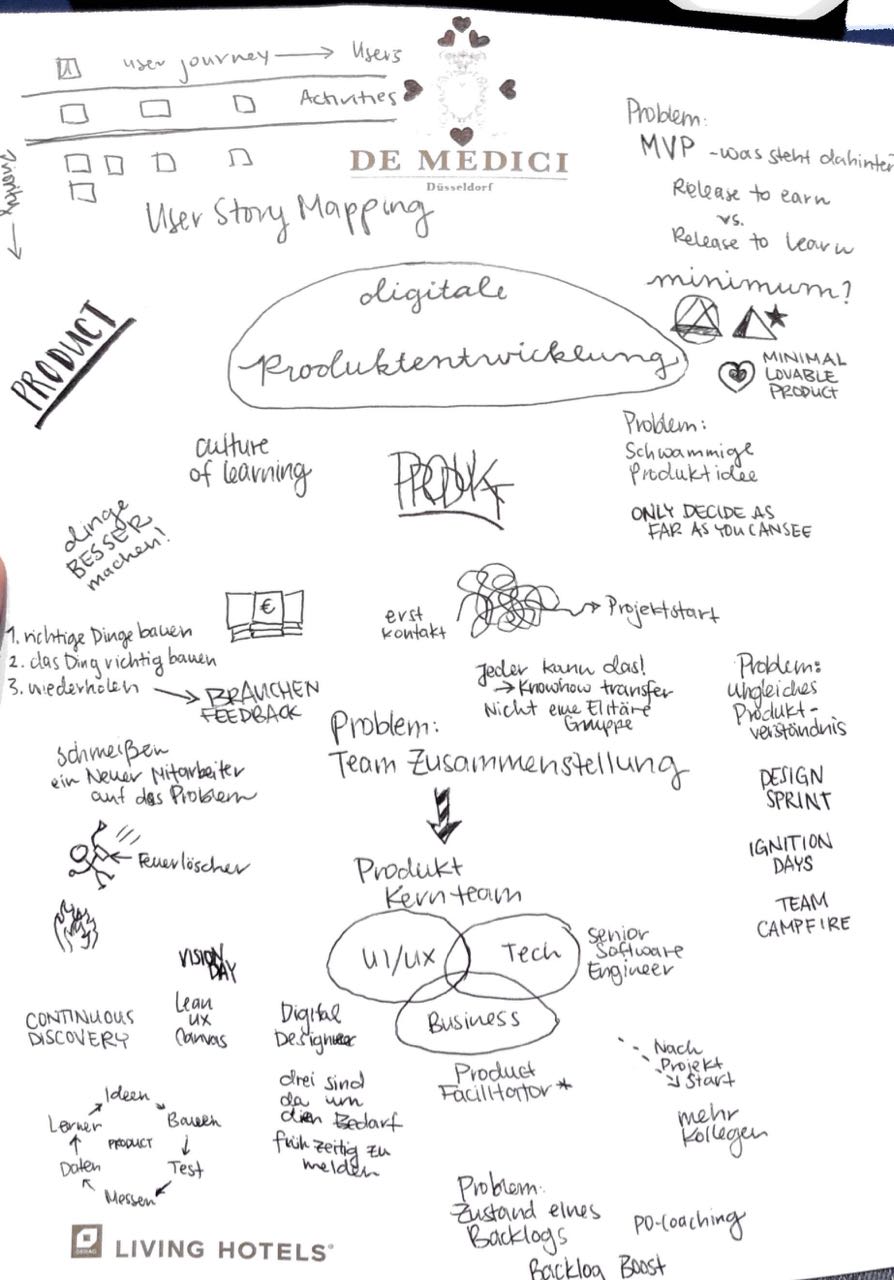 U user journey → Users
Activities
Priority
User Story Mapping
DE MEDICI
Düsseldorf
Problem:
MVP - was steht dahinter
Release to earn
vs.
Release to learn
minimum?
MINIMAL
LOVABLE
PRODUCT
digitale
Produktentwicklung
PRODUCT
culture
of learning
PRODUKT
Problem:
Schwammige
Produktidee
ONLY DECIDE AS
FAR AS YOU CAN SEE
dinge
BESSER
machen!
€
erst
kontakt
→ Projektstart
1. richtige Dinge bauen
2. das Ding richtig bauen
3. wiederholen → BRAUCHEN
FEEDBACK
Jeder kann das!
→ Knowhow transfer
Nicht eine Elitäre
Gruppe
Problem:
ungleiches
Produkt-
verständnis
DESIGN
SPRINT
IGNITION
DAYS
TEAM
CAMPFIRE
Problem:
Team Zusammenstellung
schmeißen
ein Neuer Mitarbeiter
auf das Problem
← Feuerlöscher
Produkt
Kernteam
UI/UX
Tech
Business
Senior
Software
Engineer
VISION
DAY
CONTINUOUS
DISCOVERY
Lean
UX
Canvas
Digital
Designer
drei sind
da um
den Bedarf
früh zeitig zu
melden
Product
Facilitator *
Nach
Projekt
Start
mehr
Kollegen
Ideen
Bauen
Test
Messen
Daten
Lernen
PRODUCT
Problem:
Zustand eines
Backlogs
PO-Coaching
Backlog Boost
DERAG
LIVING HOTELS®